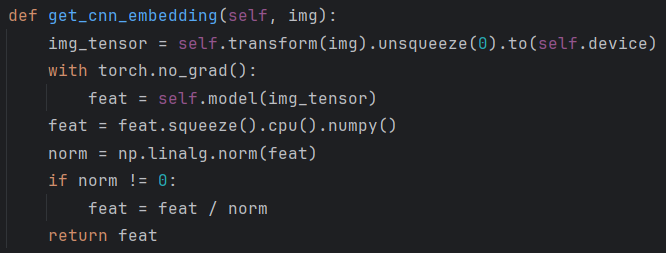 def get_cnn_embedding(self, img):
    img_tensor = self.transform(img).unsqueeze(0).to(self.device)
    with torch.no_grad():
        feat = self.model(img_tensor)
    feat = feat.squeeze().cpu().numpy()
    norm = np.linalg.norm(feat)
    if norm != 0:
        feat = feat / norm
    return feat